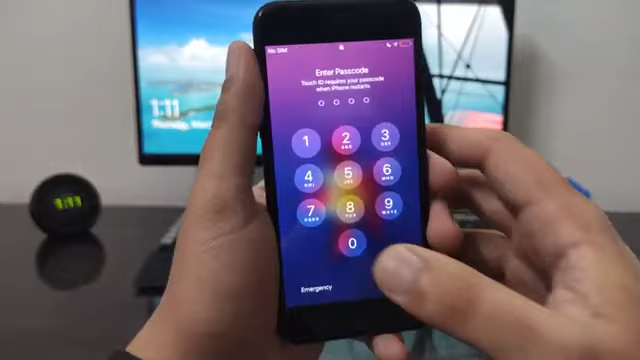 No SIM
Enter Passcode
Touch ID requires your passcode
when iPhone restarts
1
2
ABC
3
DEF
4
GHI
5
JKL
6
MNO
7
PQRS
8
TUV
9
WXYZ
0
Emergency
1:11